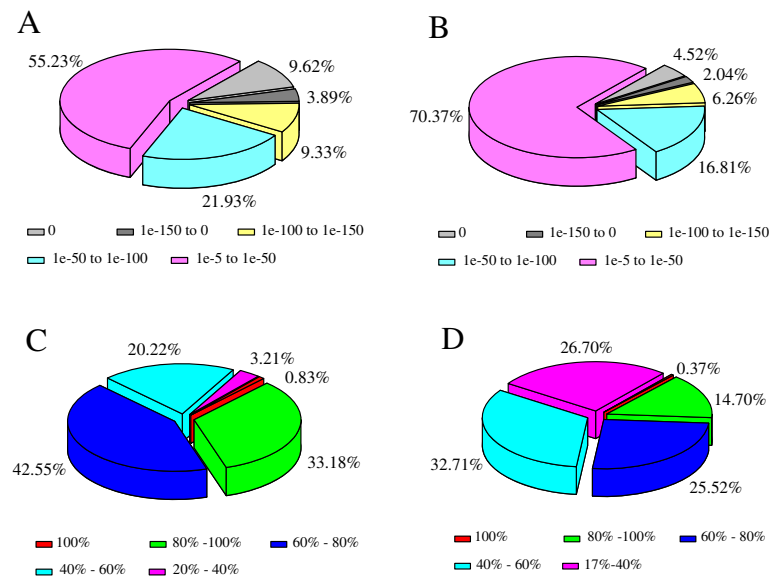 A
55.23%
9.62%
3.89%
9.33%
21.93%
0
1e-150 to 0
1e-100 to 1e-150
1e-50 to 1e-100
1e-5 to 1e-50
B
4.52%
2.04%
6.26%
70.37%
16.81%
0
1e-150 to 0
1e-100 to 1e-150
1e-50 to 1e-100
1e-5 to 1e-50
C
20.22%
3.21%
0.83%
42.55%
33.18%
100%
80% -100%
60% - 80%
40% - 60%
20% - 40%
D
26.70%
0.37%
14.70%
32.71%
25.52%
100%
80% -100%
60% - 80%
40% - 60%
17%-40%